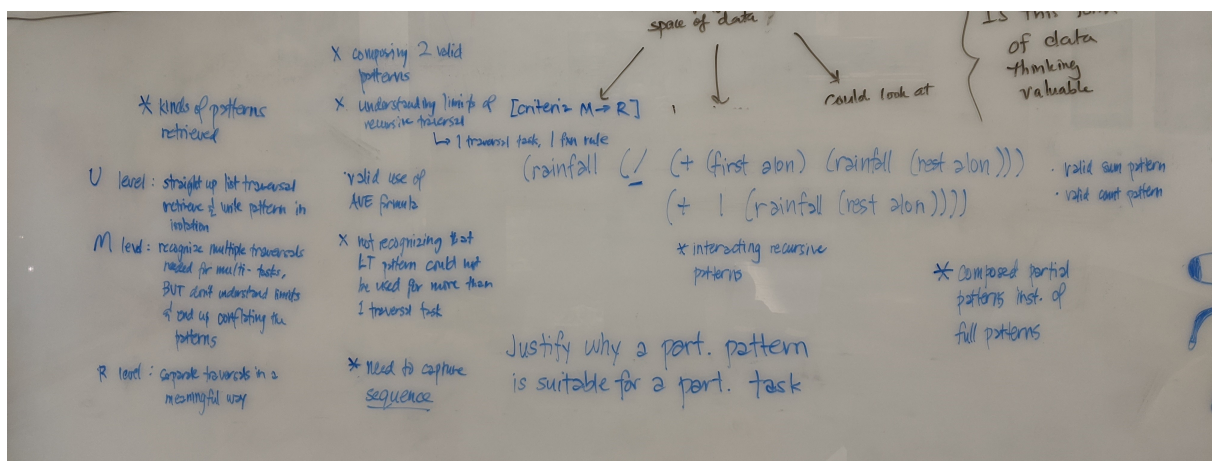 space of data ?
Is this
of data
thinking
valuable
could look at
* kinds of patterns
retrieved
U level: straight up list traversal
retrieve & write pattern in
isolation
M level: recognize multiple traversals
needed for multi-tasks,
BUT don't understand limits
& end up conflating the
patterns
R level: separate traversals in a
meaningful way
* composing 2 valid
patterns
* understanding limits of
recursive traversal
↳ 1 traversal task, 1 fxn rule
· valid use of
AVE formula
* not recognizing that
LT pattern could not
be used for more than
1 traversal task
* need to capture
sequence
[criteria M→R]
(rainfall (/ (+ (first alon) (rainfall (rest alon)))
(+ 1 (rainfall (rest alon))))
· valid sum pattern
· valid count pattern
* interacting recursive
patterns
* composed partial
patterns inst. of
full patterns
Justify why a part. pattern
is suitable for a part. task